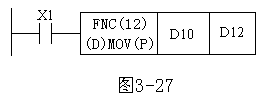 X1
FNC(12)
(D)MOV(P)
D10
D12
图3-27